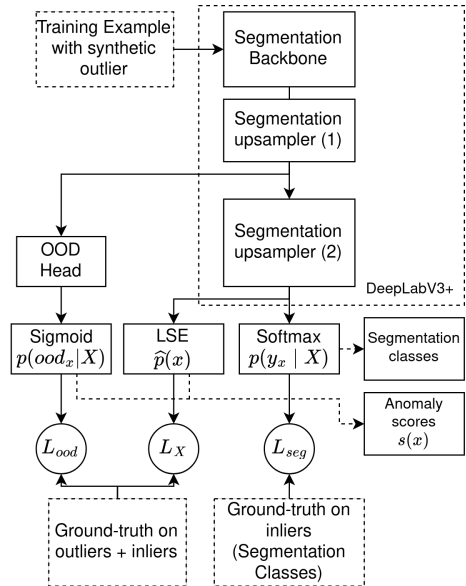 Training Example
with synthetic
outlier
Segmentation
Backbone
Segmentation
upsampler (1)
Segmentation
upsampler (2)
DeepLabV3+
OOD
Head
Sigmoid
p(ood_x|X)
LSE
p̂(x)
Softmax
p(y_x | X)
Segmentation
classes
Anomaly
scores
s(x)
L_ood
L_X
L_seg
Ground-truth on
outliers + inliers
Ground-truth on
inliers
(Segmentation
Classes)